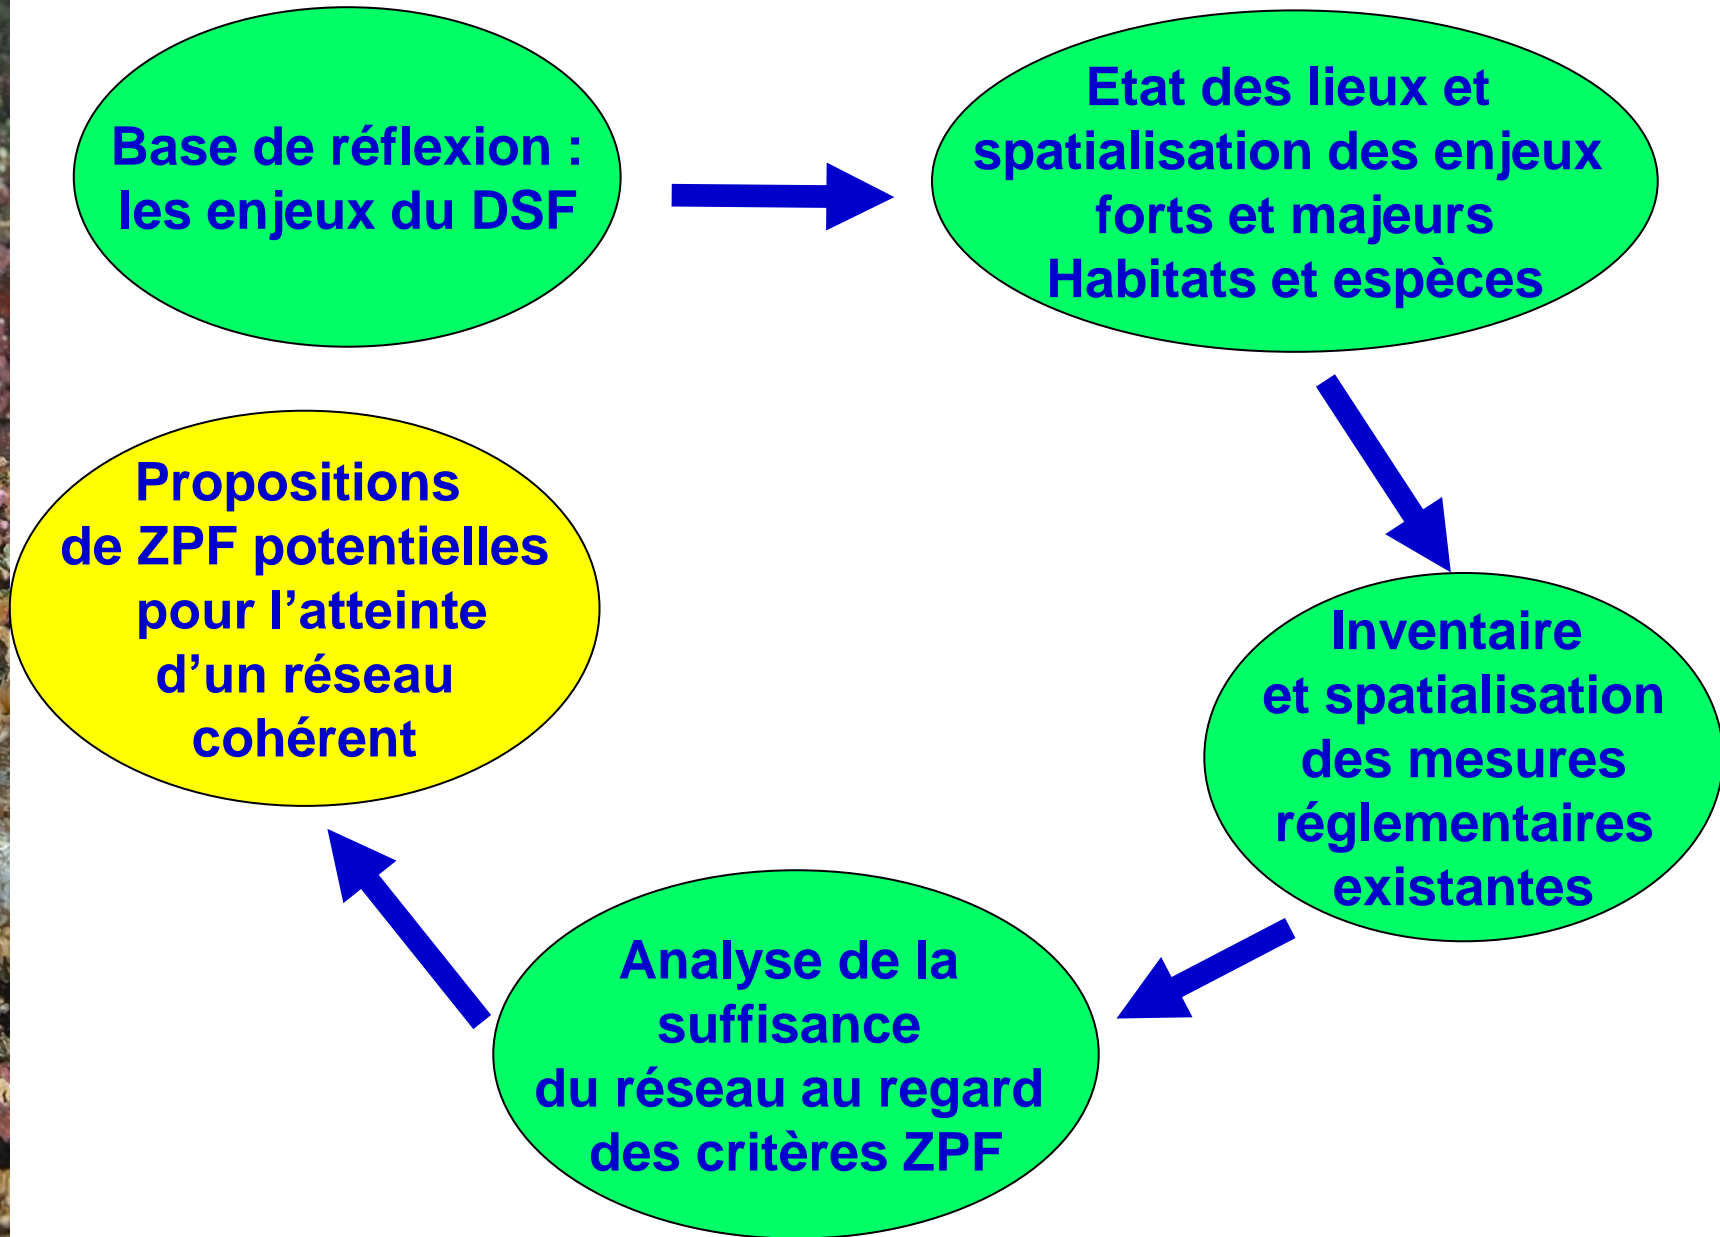 Base de réflexion :
les enjeux du DSF
Etat des lieux et
spatialisation des enjeux
forts et majeurs
Habitats et espèces
Inventaire
et spatialisation
des mesures
réglementaires
existantes
Analyse de la
suffisance
du réseau au regard
des critères ZPF
Propositions
de ZPF potentielles
pour l’atteinte
d’un réseau
cohérent